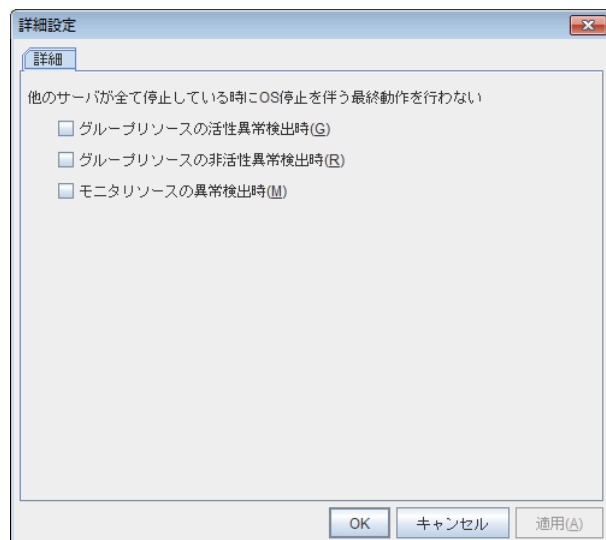 詳細設定
詳細
他のサーバが全て停止している時にOS停止を伴う最終動作を行わない
グループリソースの活性異常検出時(G)
グループリソースの非活性異常検出時(R)
モニタリソースの異常検出時(M)
OK キャンセル 適用(A)